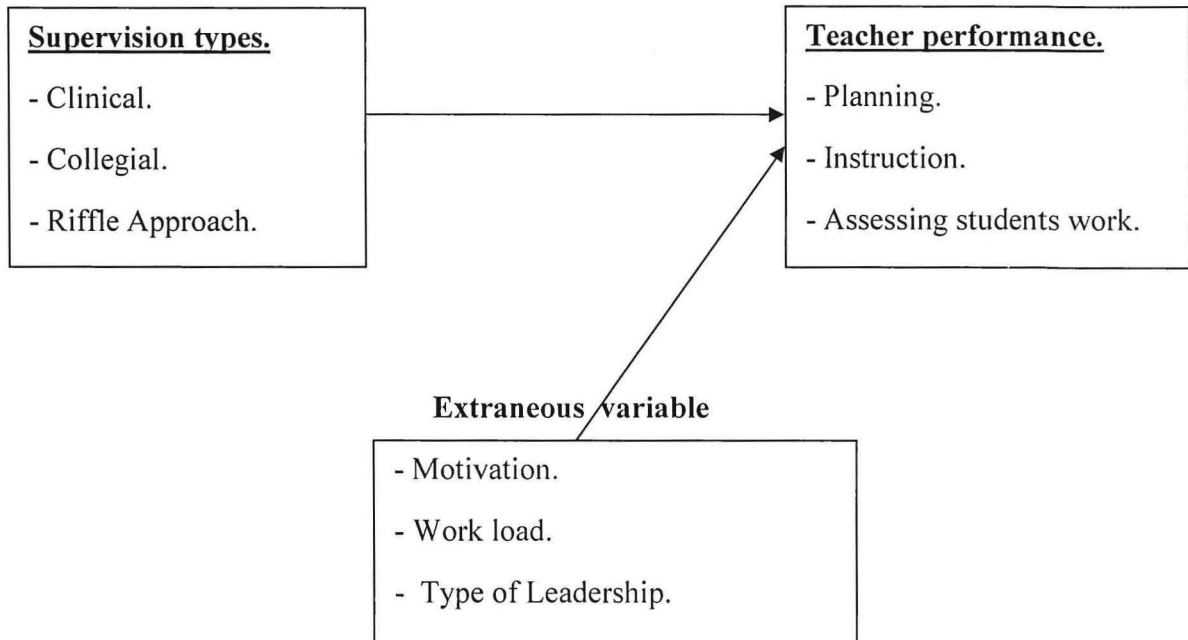 Supervision types.
- Clinical.
- Collegial.
- Riffle Approach.
Teacher performance.
- Planning.
- Instruction.
- Assessing students work.
Extraneous variable
- Motivation.
- Work load.
- Type of Leadership.